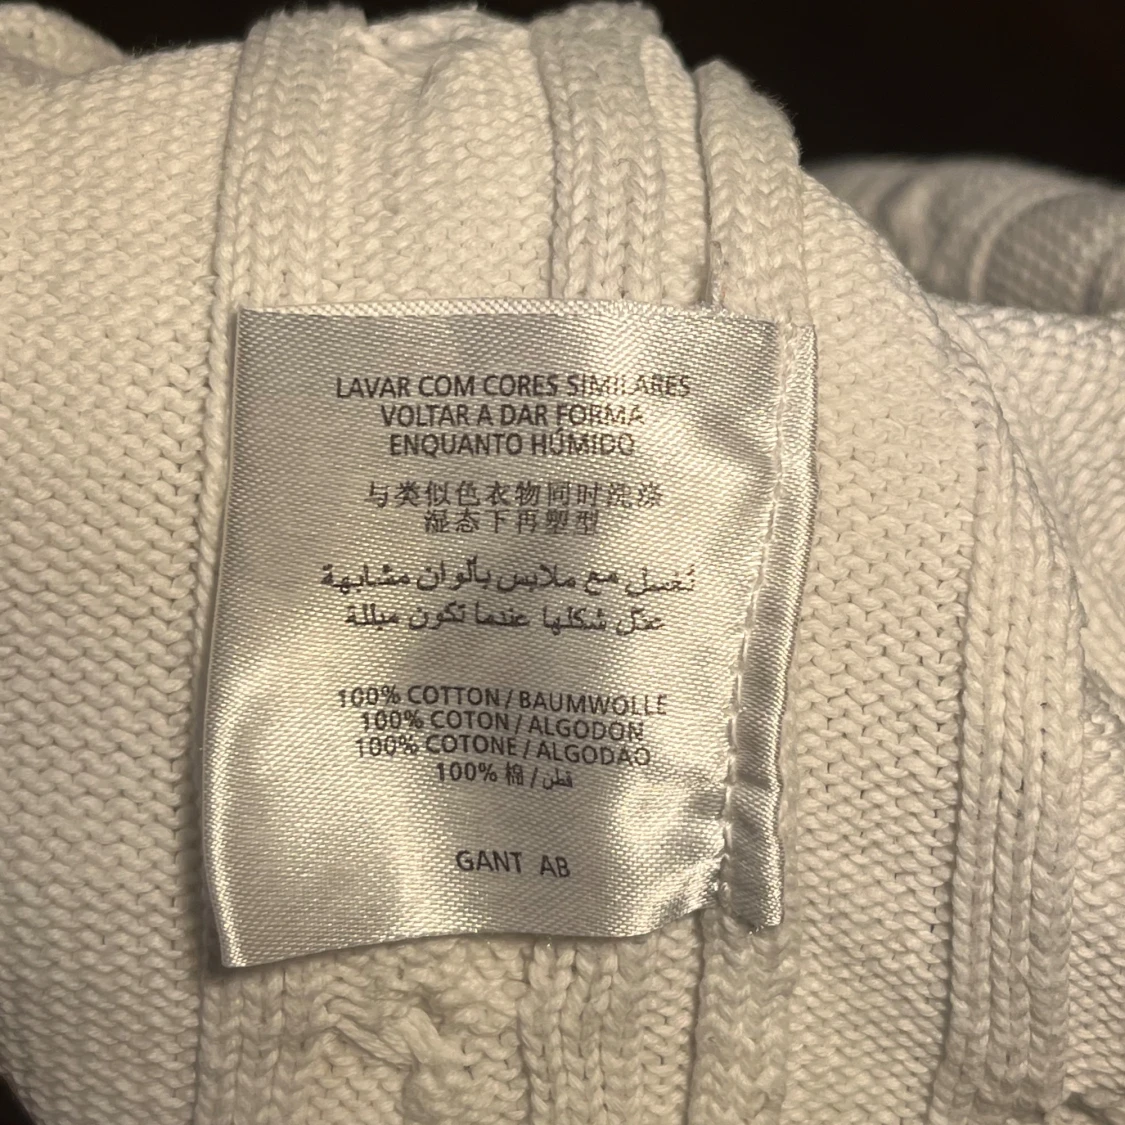 LAVAR COM CORES SIMILARES
VOLTAR A DAR FORMA
ENQUANTO HÚMIDO
与类似色衣物同时洗涤
湿态下再塑型
تُغسل مع ملابس بألوان مشابهة
عدّل شكلها عندما تكون مبللة
100% COTTON / BAUMWOLLE
100% COTON / ALGODON
100% COTONE / ALGODAO
100% 棉 / قطن
GANT AB